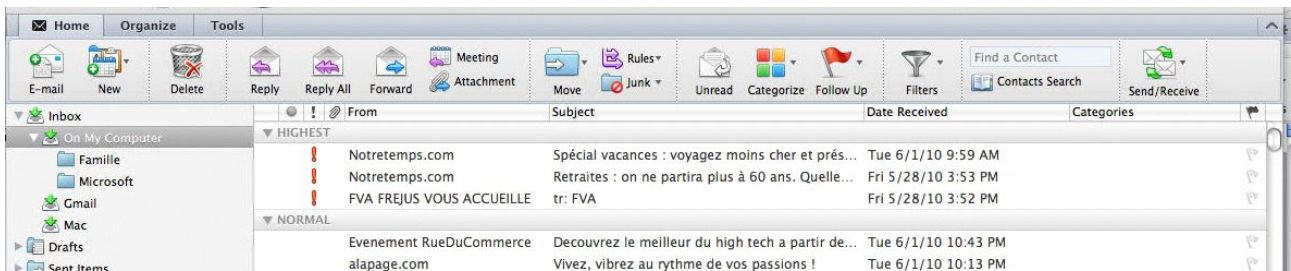 Home Organize Tools
E-mail New Delete Reply Reply All Forward Meeting Attachment Move Rules Junk Unread Categorize Follow Up Filters Find a Contact Contacts Search Send/Receive
Inbox ! From Subject Date Received Categories
On My Computer HIGHEST
Famille Notretemps.com Spécial vacances : voyagez moins cher et prés... Tue 6/1/10 9:59 AM
Microsoft Notretemps.com Retraites : on ne partira plus à 60 ans. Quelle... Fri 5/28/10 3:53 PM
Gmail FVA FREJUS VOUS ACCUEILLE tr: FVA Fri 5/28/10 3:52 PM
Mac NORMAL
Drafts Evenement RueDuCommerce Decouvrez le meilleur du high tech a partir de... Tue 6/1/10 10:43 PM
Sent Items alapage.com Vivez, vibrez au rythme de vos passions ! Tue 6/1/10 10:13 PM